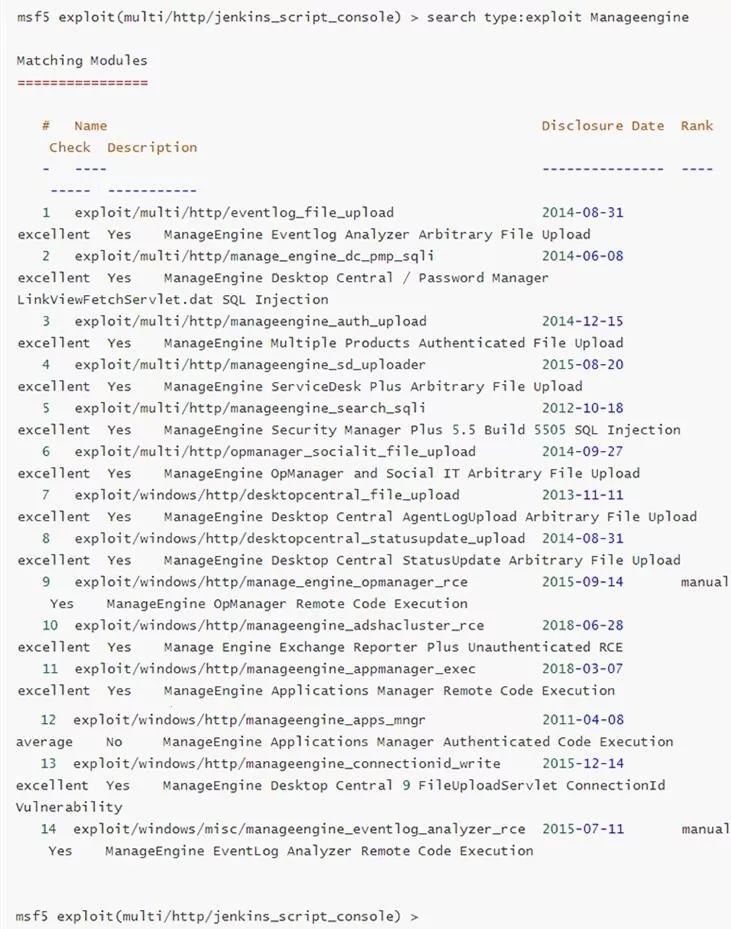 msf5 exploit(multi/http/jenkins_script_console) > search type:exploit Manageengine
Matching Modules
================
# Name Disclosure Date Rank
Check Description
- ---- --------------- ----
----- -----------
1 exploit/multi/http/eventlog_file_upload 2014-08-31
excellent Yes ManageEngine Eventlog Analyzer Arbitrary File Upload
2 exploit/multi/http/manage_engine_dc_pmp_sqli 2014-06-08
excellent Yes ManageEngine Desktop Central / Password Manager
LinkViewFetchServlet.dat SQL Injection
3 exploit/multi/http/manageengine_auth_upload 2014-12-15
excellent Yes ManageEngine Multiple Products Authenticated File Upload
4 exploit/multi/http/manageengine_sd_uploader 2015-08-20
excellent Yes ManageEngine ServiceDesk Plus Arbitrary File Upload
5 exploit/multi/http/manageengine_search_sqli 2012-10-18
excellent Yes ManageEngine Security Manager Plus 5.5 Build 5505 SQL Injection
6 exploit/multi/http/opmanager_socialit_file_upload 2014-09-27
excellent Yes ManageEngine OpManager and Social IT Arbitrary File Upload
7 exploit/windows/http/desktopcentral_file_upload 2013-11-11
excellent Yes ManageEngine Desktop Central AgentLogUpload Arbitrary File Upload
8 exploit/windows/http/desktopcentral_statusupdate_upload 2014-08-31
excellent Yes ManageEngine Desktop Central StatusUpdate Arbitrary File Upload
9 exploit/windows/http/manage_engine_opmanager_rce 2015-09-14 manual
Yes ManageEngine OpManager Remote Code Execution
10 exploit/windows/http/manageengine_adshacluster_rce 2018-06-28
excellent Yes Manage Engine Exchange Reporter Plus Unauthenticated RCE
11 exploit/windows/http/manageengine_appmanager_exec 2018-03-07
excellent Yes ManageEngine Applications Manager Remote Code Execution
12 exploit/windows/http/manageengine_apps_mngr 2011-04-08
average No ManageEngine Applications Manager Authenticated Code Execution
13 exploit/windows/http/manageengine_connectionid_write 2015-12-14
excellent Yes ManageEngine Desktop Central 9 FileUploadServlet ConnectionId
Vulnerability
14 exploit/windows/misc/manageengine_eventlog_analyzer_rce 2015-07-11 manual
Yes ManageEngine EventLog Analyzer Remote Code Execution
msf5 exploit(multi/http/jenkins_script_console) >